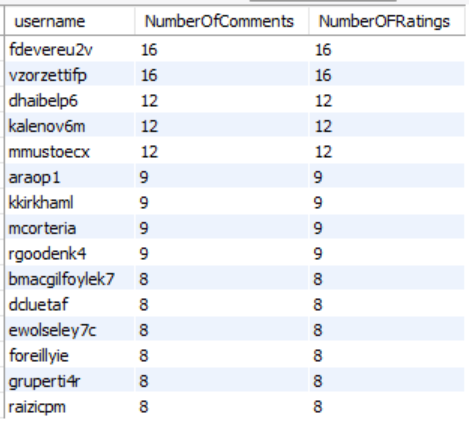 username NumberOfComments NumberOFRatings
fdevereu2v 16 16
vzorzettifp 16 16
dhaibelp6 12 12
kalenov6m 12 12
mmustoecx 12 12
araop1 9 9
kkirkhaml 9 9
mcorteria 9 9
rgoodenk4 9 9
bmacgilfoylek7 8 8
dcluetaf 8 8
ewolseley7c 8 8
foreillyie 8 8
gruperti4r 8 8
raizicpm 8 8